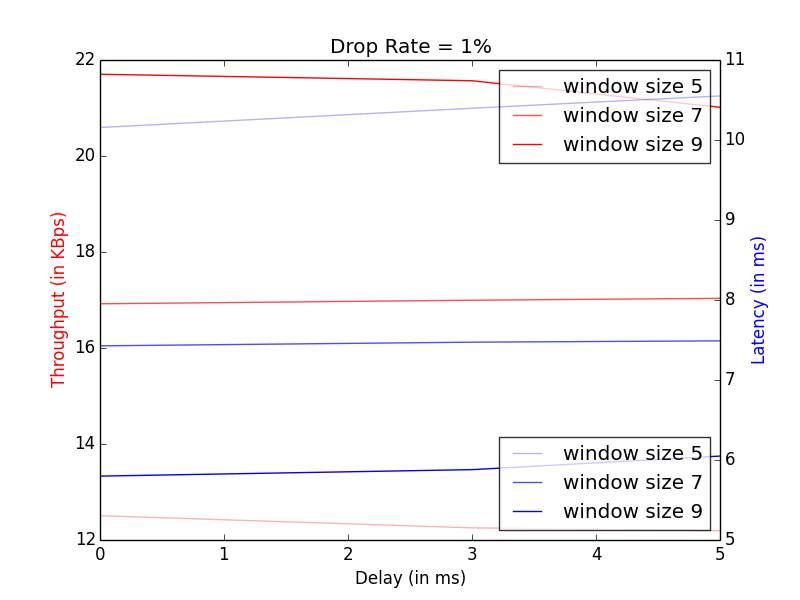 Drop Rate = 1%
22
20
18
16
14
12
Throughput (in KBps)
11
10
9
8
7
6
5
Latency (in ms)
window size 5
window size 7
window size 9
window size 5
window size 7
window size 9
0 1 2 3 4 5
Delay (in ms)